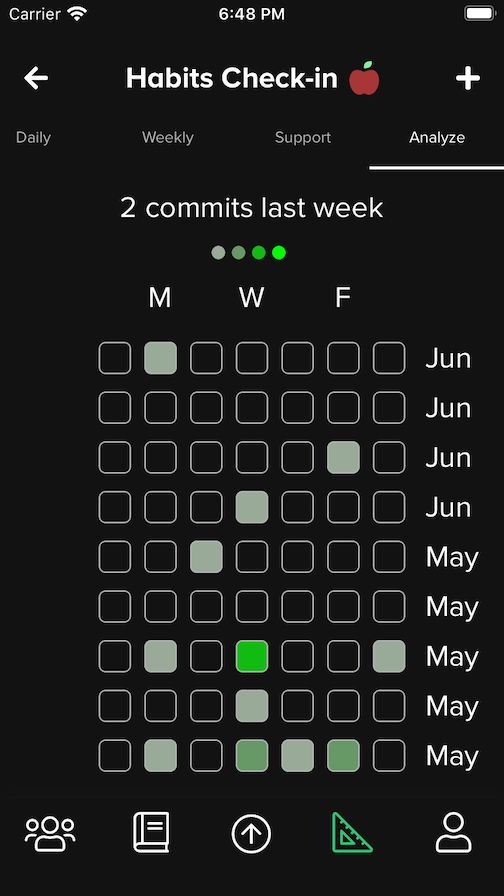 Carrier 6:48 PM
Habits Check-in
Daily Weekly Support Analyze
2 commits last week
M W F
Jun
Jun
Jun
Jun
May
May
May
May
May